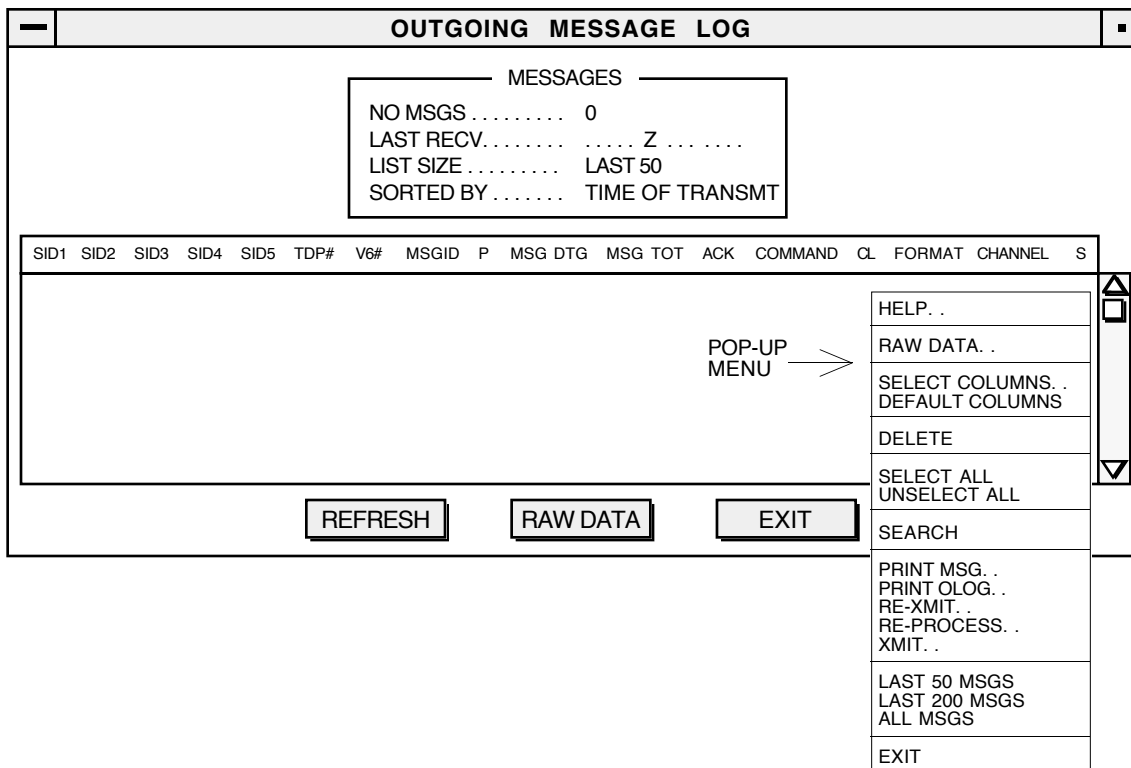 OUTGOING MESSAGE LOG
MESSAGES
NO MSGS . . . . . . . . . 0
LAST RECV. . . . . . . . . . . . . Z . . . . . . .
LIST SIZE . . . . . . . . . LAST 50
SORTED BY . . . . . . . TIME OF TRANSMT
SID1 SID2 SID3 SID4 SID5 TDP# V6# MSGID P MSG DTG MSG TOT ACK COMMAND CL FORMAT CHANNEL S
POP-UP
MENU
HELP. .
RAW DATA. .
SELECT COLUMNS. .
DEFAULT COLUMNS
DELETE
SELECT ALL
UNSELECT ALL
SEARCH
PRINT MSG. .
PRINT OLOG. .
RE-XMIT. .
RE-PROCESS. .
XMIT. .
LAST 50 MSGS
LAST 200 MSGS
ALL MSGS
EXIT
REFRESH RAW DATA EXIT